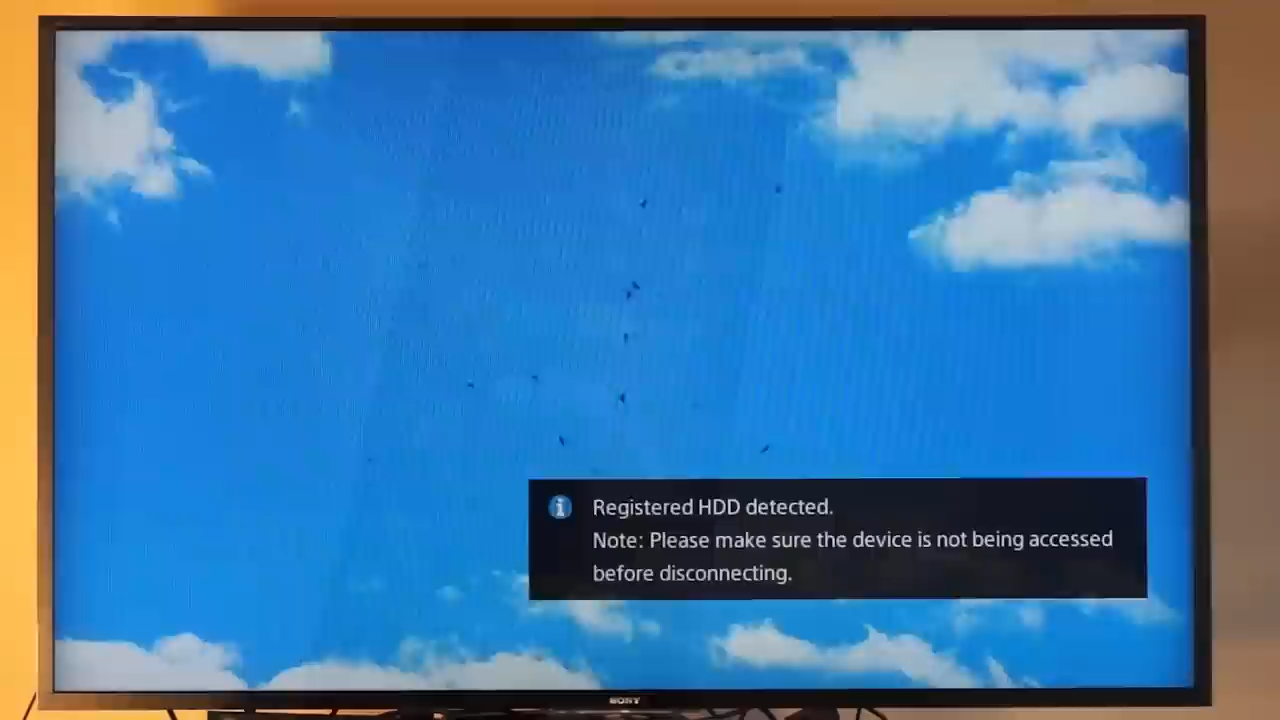 Registered HDD detected.
Note: Please make sure the device is not being accessed
before disconnecting.
SONY